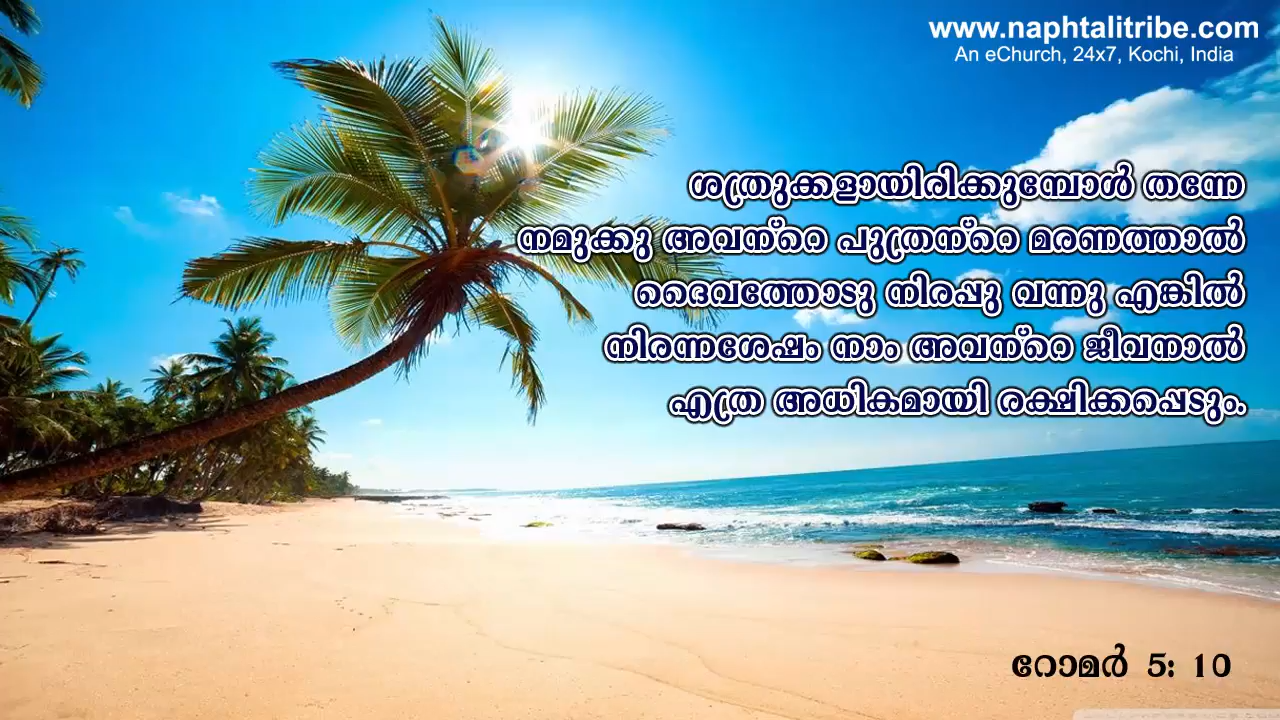 www.naphtalitribe.com
An eChurch, 24x7, Kochi, India
ശത്രുക്കളായിരിക്കുമ്പോൾ തന്നേ
നമുക്കു അവന്റെ പുത്രന്റെ മരണത്താൽ
ദൈവത്തോടു നിരപ്പു വന്നു എങ്കിൽ
നിരന്നശേഷം നാം അവന്റെ ജീവനാൽ
എത്ര അധികമായി രക്ഷിക്കപ്പെടും.
റോമർ 5: 10